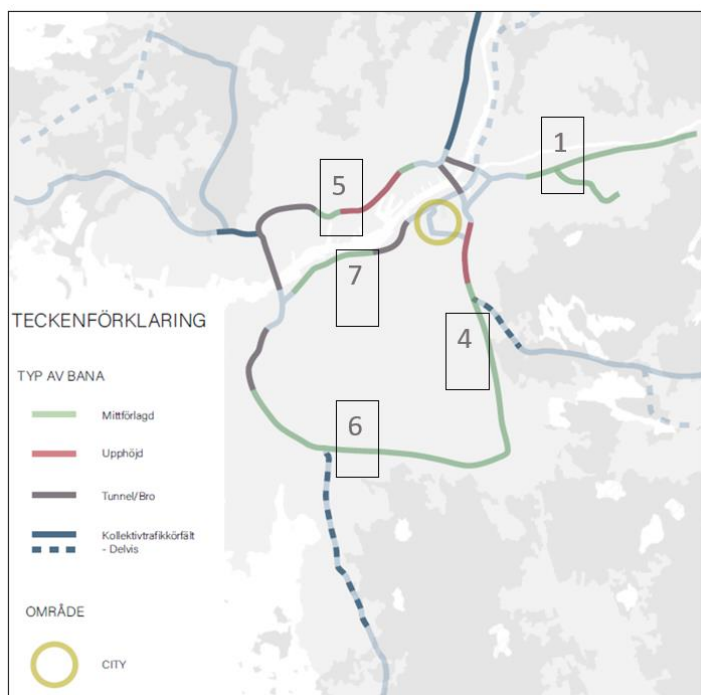 1
5
7
4
6
TECKENFÖRKLARING
TYP AV BANA
Mittförlagd
Upphöjd
Tunnel/Bro
Kollektivtrafikkörfält
- Delvis
OMRÅDE
CITY